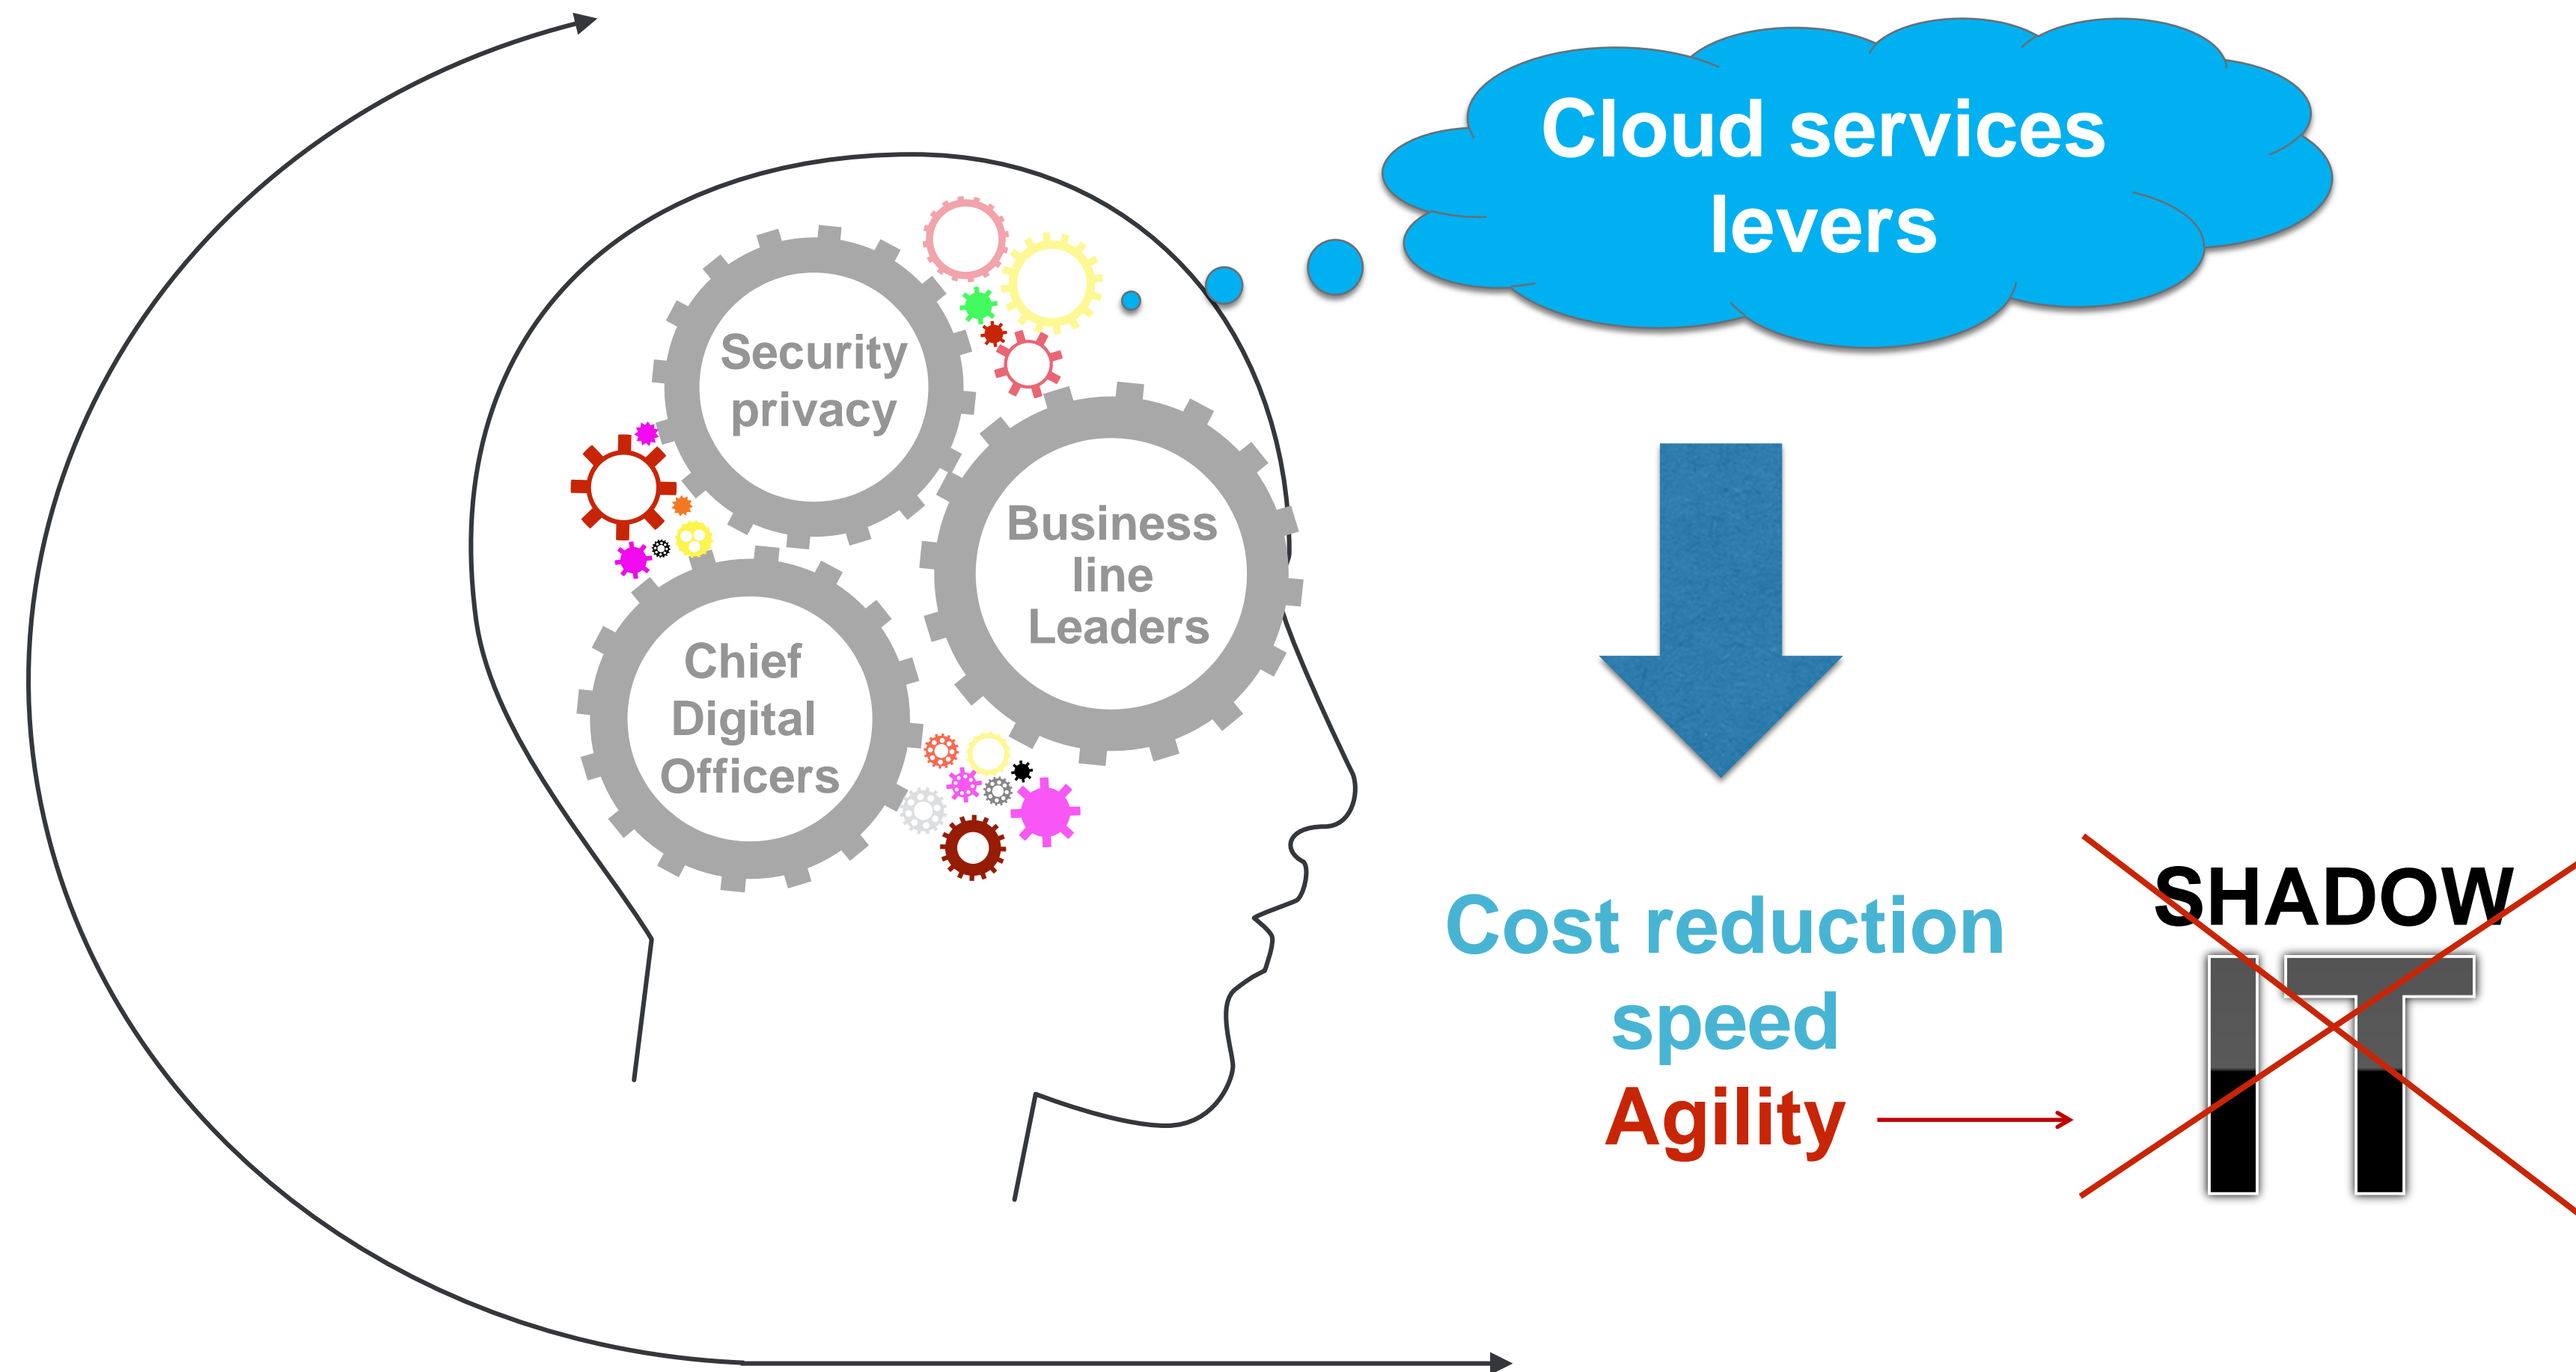 Cloud services
levers
Security
privacy
Business
line
Leaders
Chief
Digital
Officers
Cost reduction
speed
Agility
SHADOW
IT